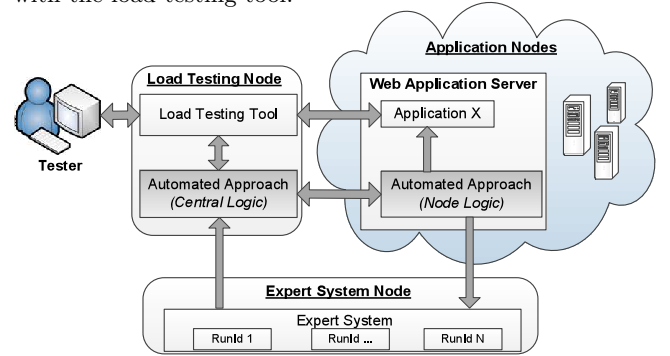 with the load testing tool.
Application Nodes
Load Testing Node
Web Application Server
Load Testing Tool
Application X
Tester
Automated Approach
(Central Logic)
Automated Approach
(Node Logic)
Expert System Node
Expert System
RunId 1
RunId ...
RunId N